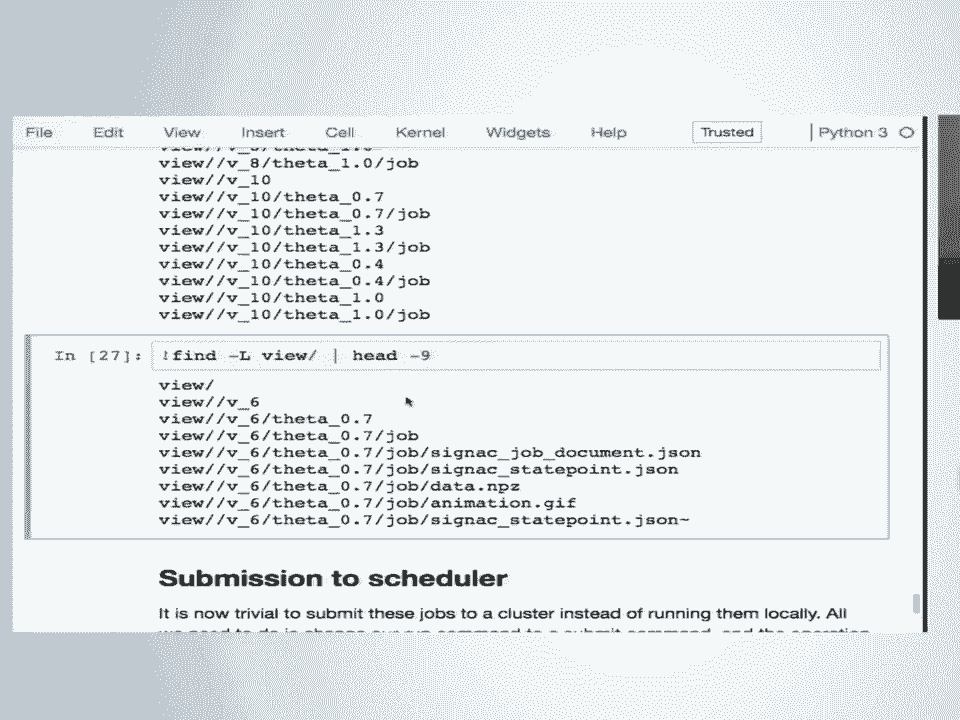 File Edit View Insert Cell Kernel Widgets Help Trusted Python 3
view//v_8/theta_1.0/job
view//v_10
view//v_10/theta_0.7
view//v_10/theta_0.7/job
view//v_10/theta_1.3
view//v_10/theta_1.3/job
view//v_10/theta_0.4
view//v_10/theta_0.4/job
view//v_10/theta_1.0
view//v_10/theta_1.0/job
In [27]: !find -L view/ | head -9
view/
view//v_6
view//v_6/theta_0.7
view//v_6/theta_0.7/job
view//v_6/theta_0.7/job/signac_job_document.json
view//v_6/theta_0.7/job/signac_statepoint.json
view//v_6/theta_0.7/job/data.npz
view//v_6/theta_0.7/job/animation.gif
view//v_6/theta_0.7/job/signac_statepoint.json~
Submission to scheduler
It is now trivial to submit these jobs to a cluster instead of running them locally. All